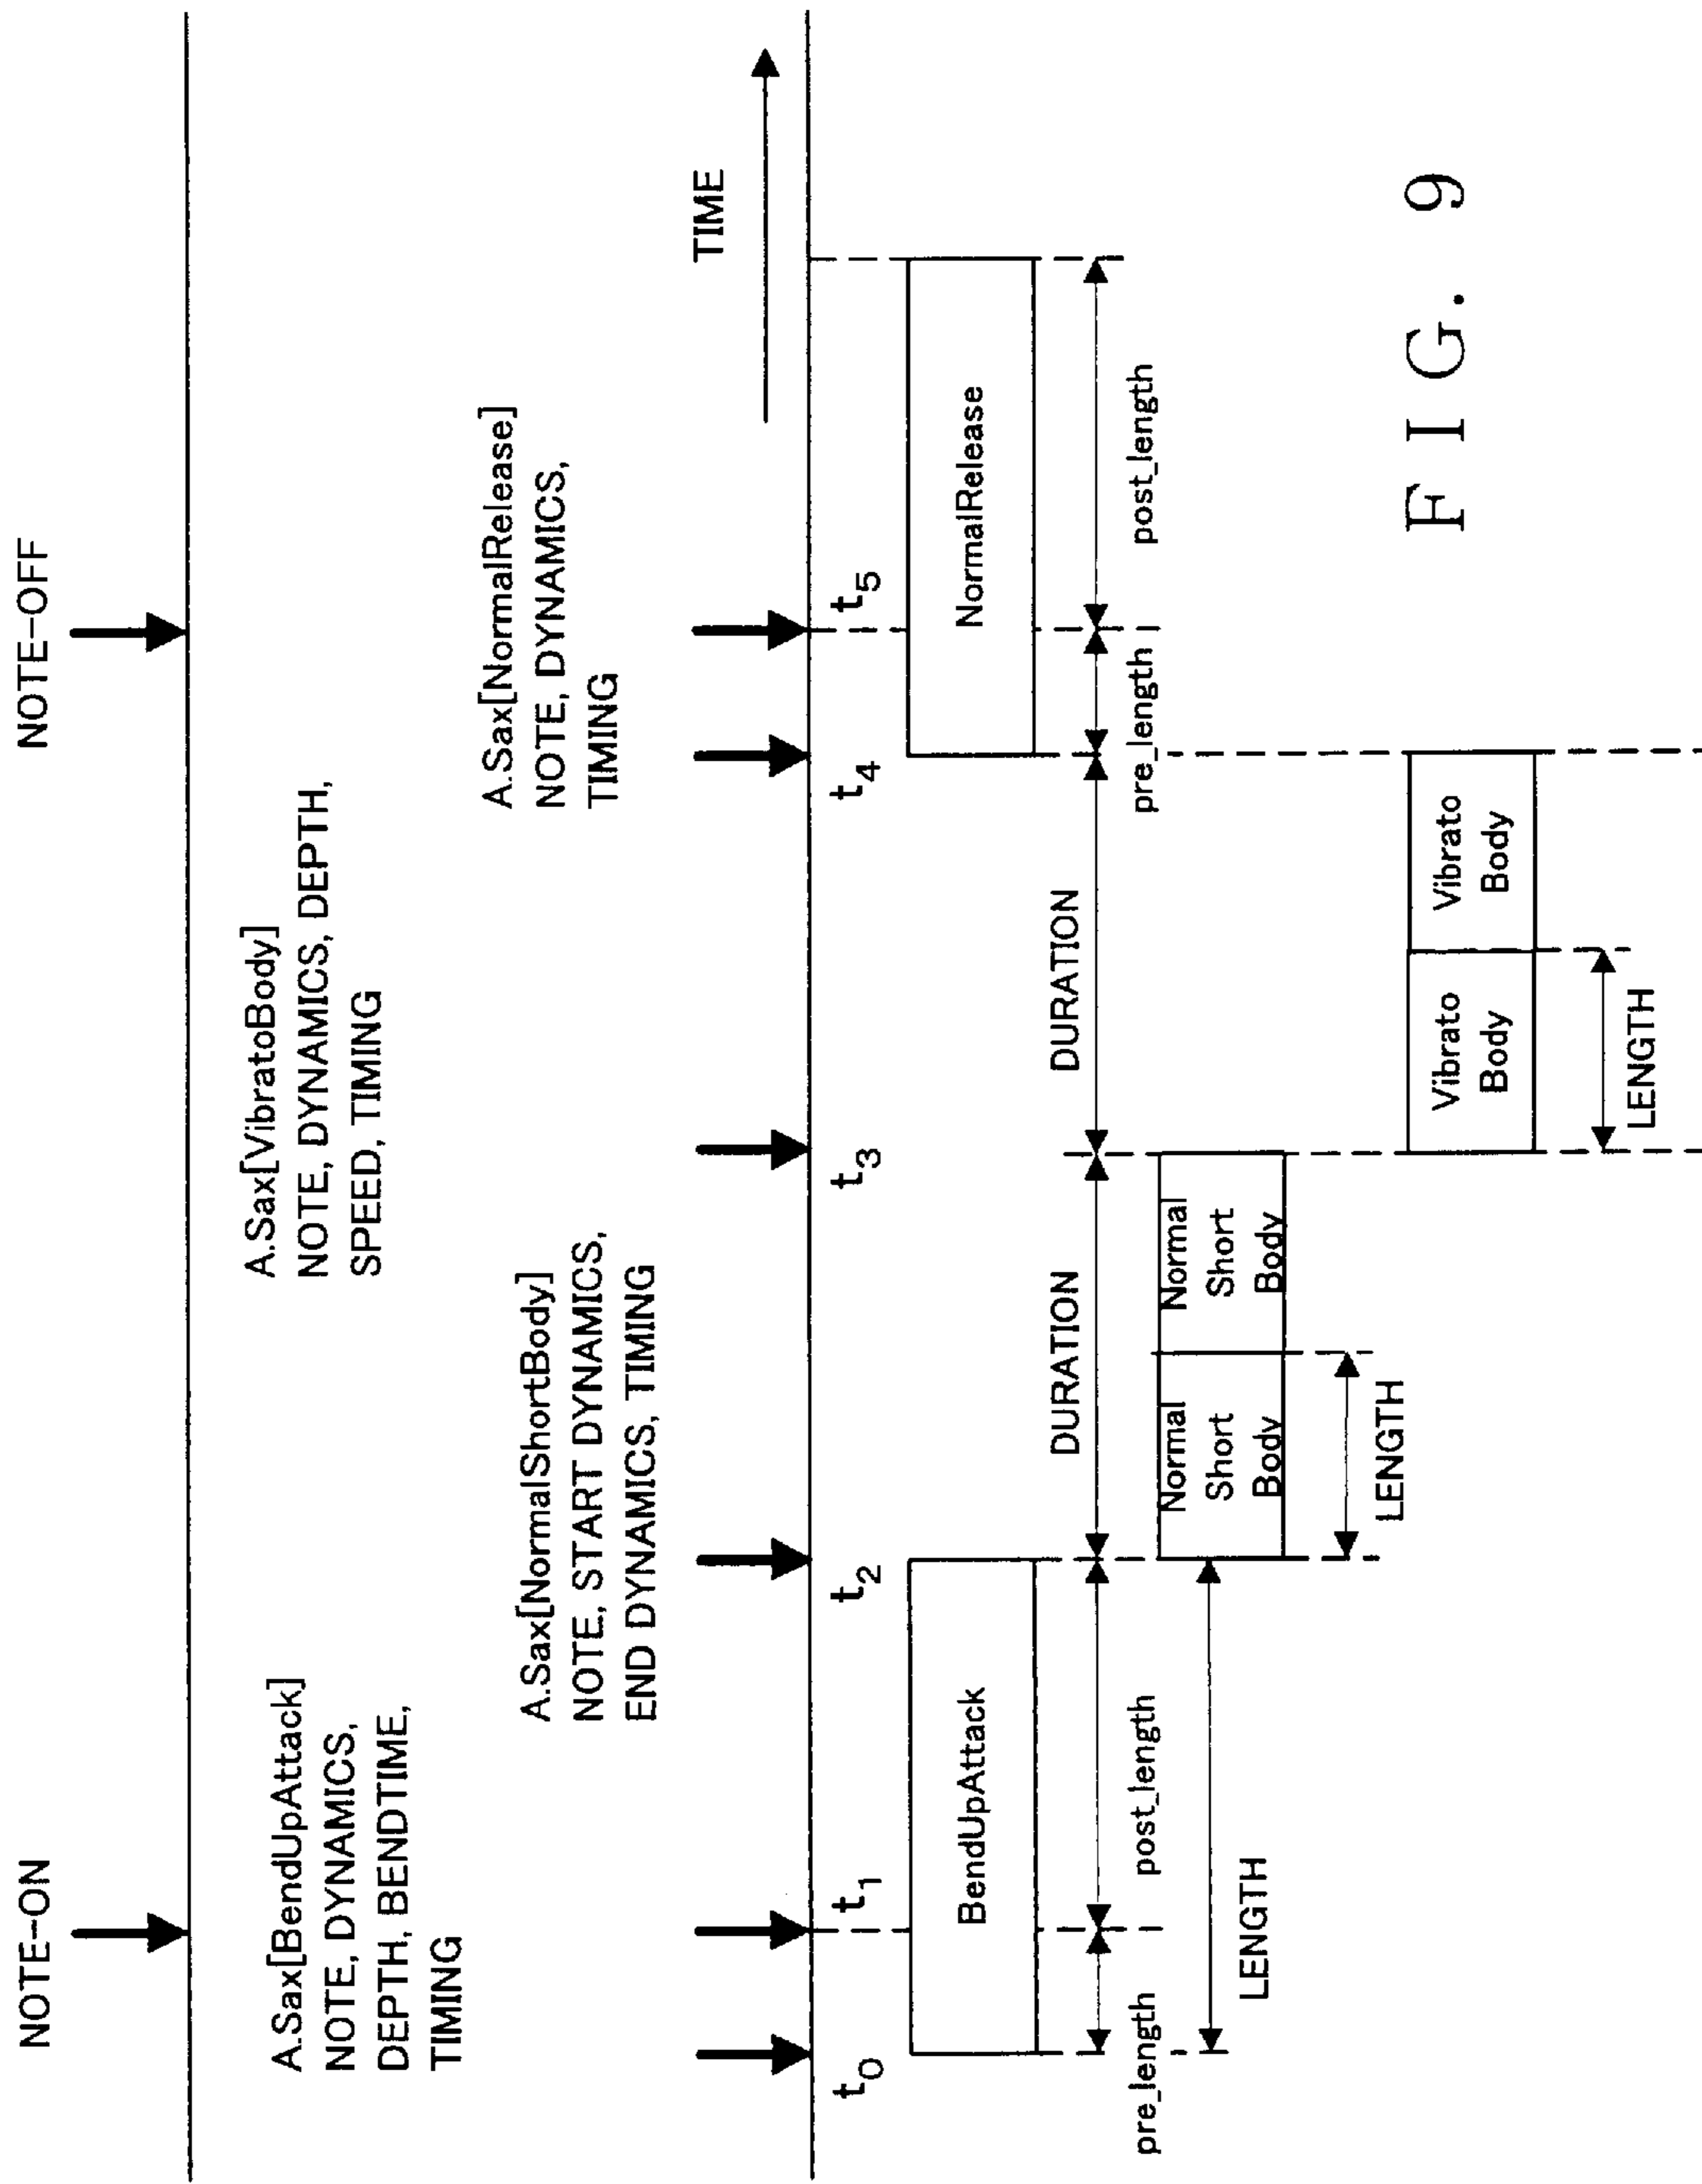 NOTE-ON
NOTE-OFF
A.Sax[BendUpAttack]
NOTE, DYNAMICS,
DEPTH, BENDTIME,
TIMING
A.Sax[VibratoBody]
NOTE, DYNAMICS, DEPTH,
SPEED, TIMING
A.Sax[NormalShortBody]
NOTE, START DYNAMICS,
END DYNAMICS, TIMING
A.Sax[NormalRelease]
NOTE, DYNAMICS,
TIMING
TIME
t0
t1
t2
t3
t4
t5
BendUpAttack
NormalRelease
DURATION
DURATION
pre_length
post_length
pre_length
post_length
Normal
Short
Body
Normal
Short
Body
LENGTH
LENGTH
Vibrato
Body
Vibrato
Body
LENGTH
FIG. 9